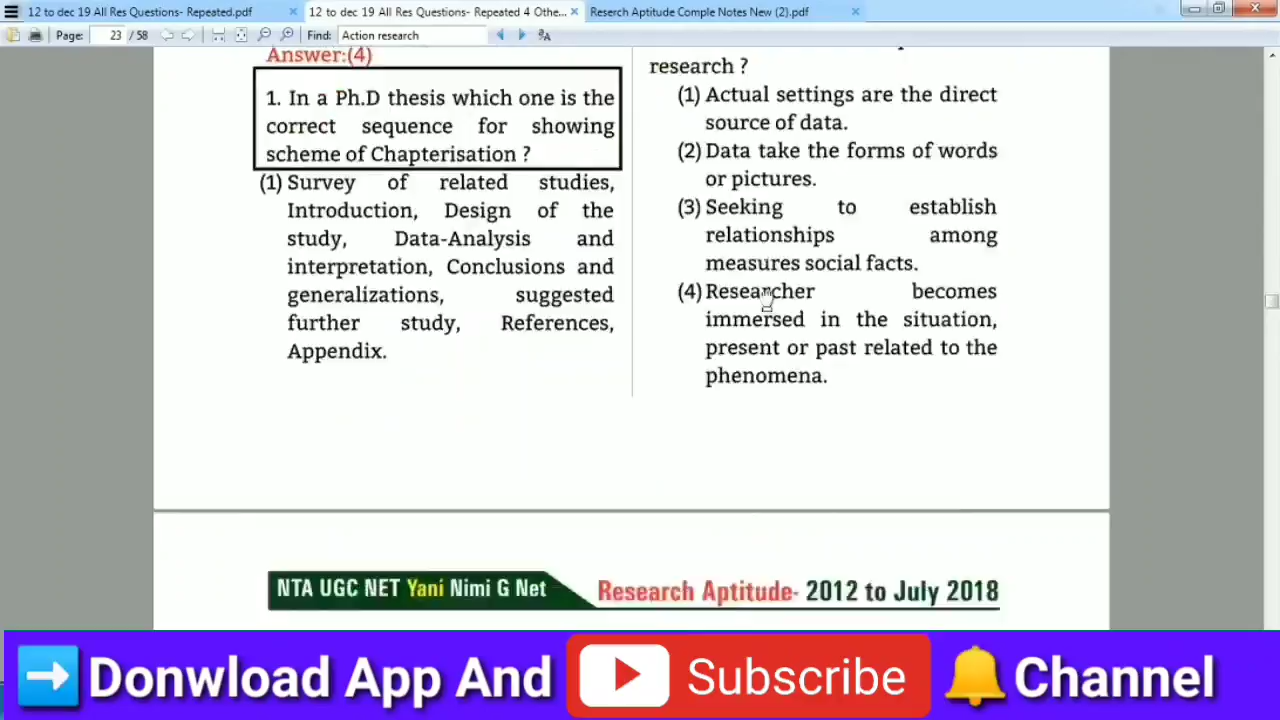 12 to dec 19 All Res Questions- Repeated.pdf
12 to dec 19 All Res Questions- Repeated 4 Othe...
Reserch Aptitude Comple Notes New (2).pdf
Page: 23 / 58
Find: Action research
Answer:(4)
1. In a Ph.D thesis which one is the
correct sequence for showing
scheme of Chapterisation ?
(1) Survey of related studies,
Introduction, Design of the
study, Data-Analysis and
interpretation, Conclusions and
generalizations, suggested
further study, References,
Appendix.
research ?
(1) Actual settings are the direct
source of data.
(2) Data take the forms of words
or pictures.
(3) Seeking to establish
relationships among
measures social facts.
(4) Researcher becomes
immersed in the situation,
present or past related to the
phenomena.
NTA UGC NET Yani Nimi G Net
Research Aptitude- 2012 to July 2018
Donwload App And Subscribe Channel